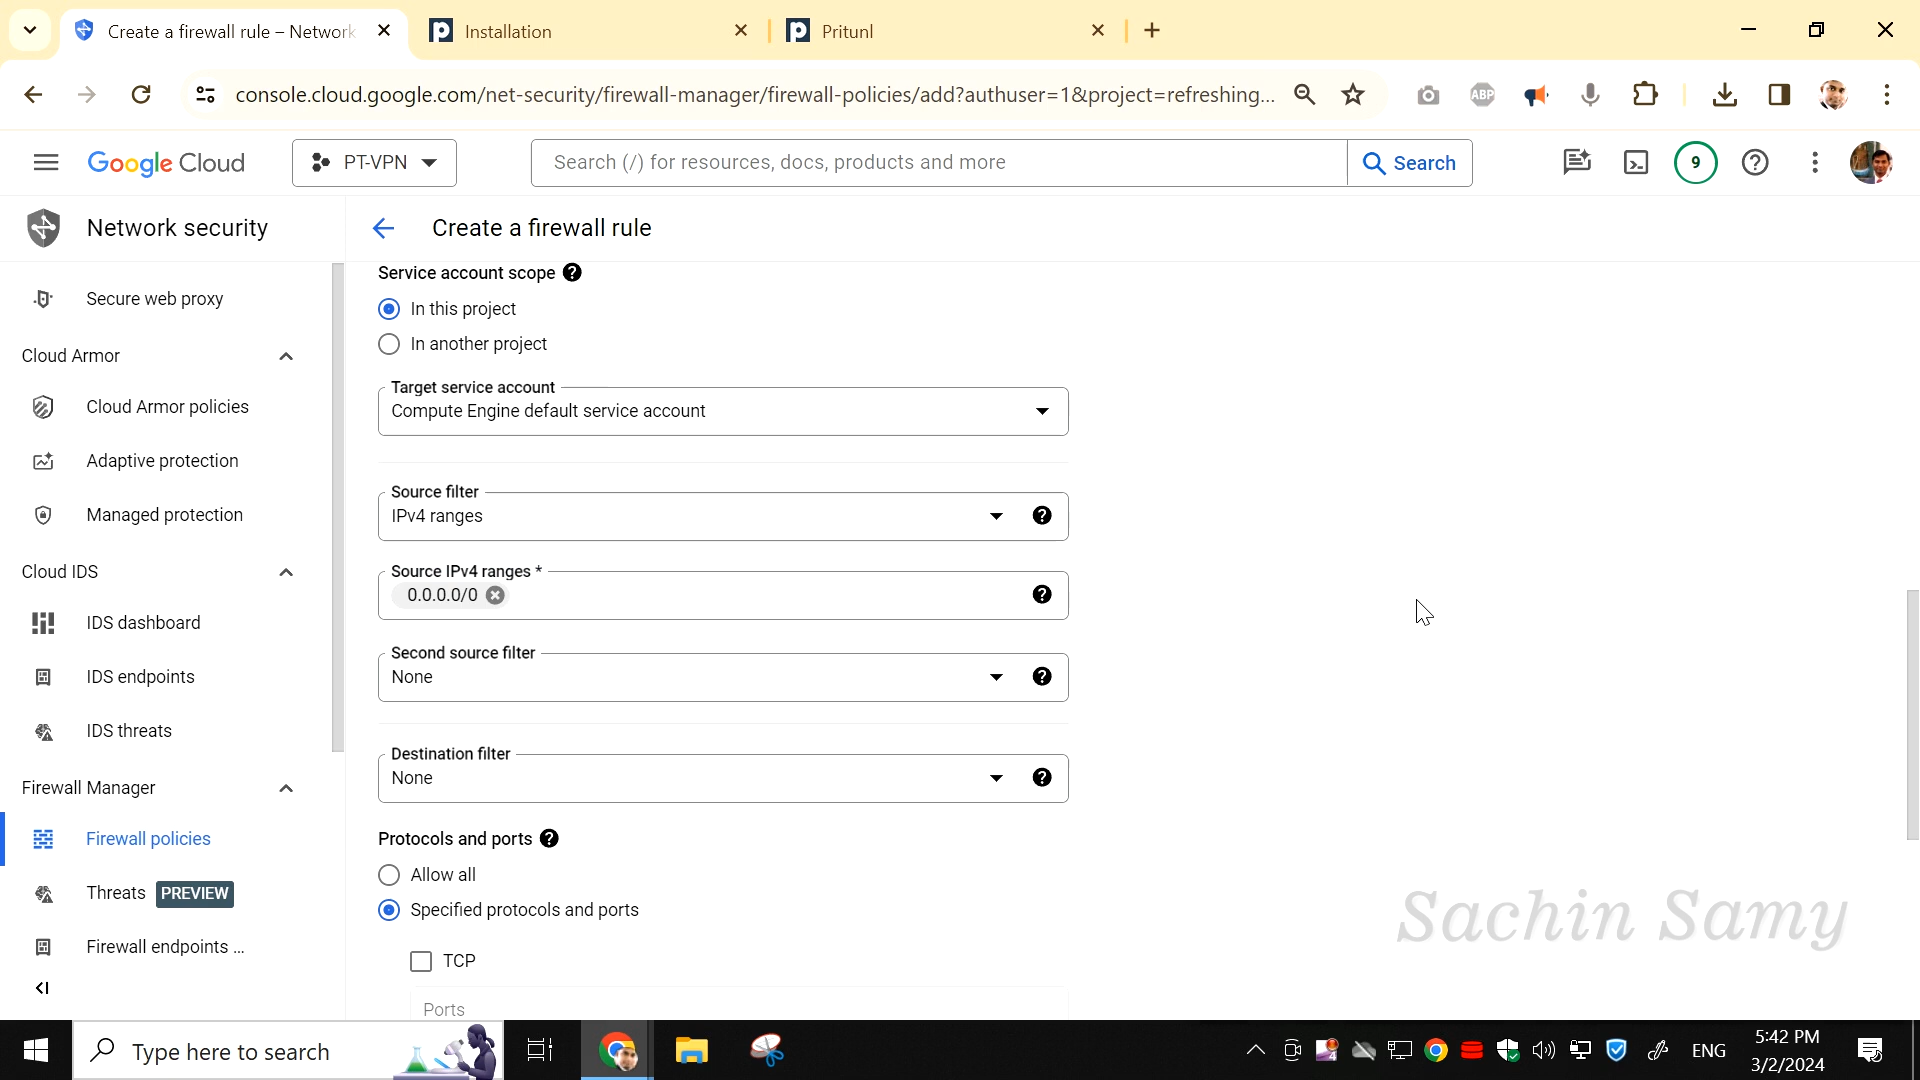 Create a firewall rule – Network
Installation
Pritunl
console.cloud.google.com/net-security/firewall-manager/firewall-policies/add?authuser=1&project=refreshing...
ABP
Google Cloud
PT-VPN
Search (/) for resources, docs, products and more
Search
9
Network security
Create a firewall rule
Secure web proxy
Cloud Armor
Cloud Armor policies
Adaptive protection
Managed protection
Cloud IDS
IDS dashboard
IDS endpoints
IDS threats
Firewall Manager
Firewall policies
Threats PREVIEW
Firewall endpoints ...
Service account scope
In this project
In another project
Target service account
Compute Engine default service account
Source filter
IPv4 ranges
Source IPv4 ranges *
0.0.0.0/0
Second source filter
None
Destination filter
None
Protocols and ports
Allow all
Specified protocols and ports
TCP
Ports
Sachin Samy
Type here to search
ENG
5:42 PM
3/2/2024